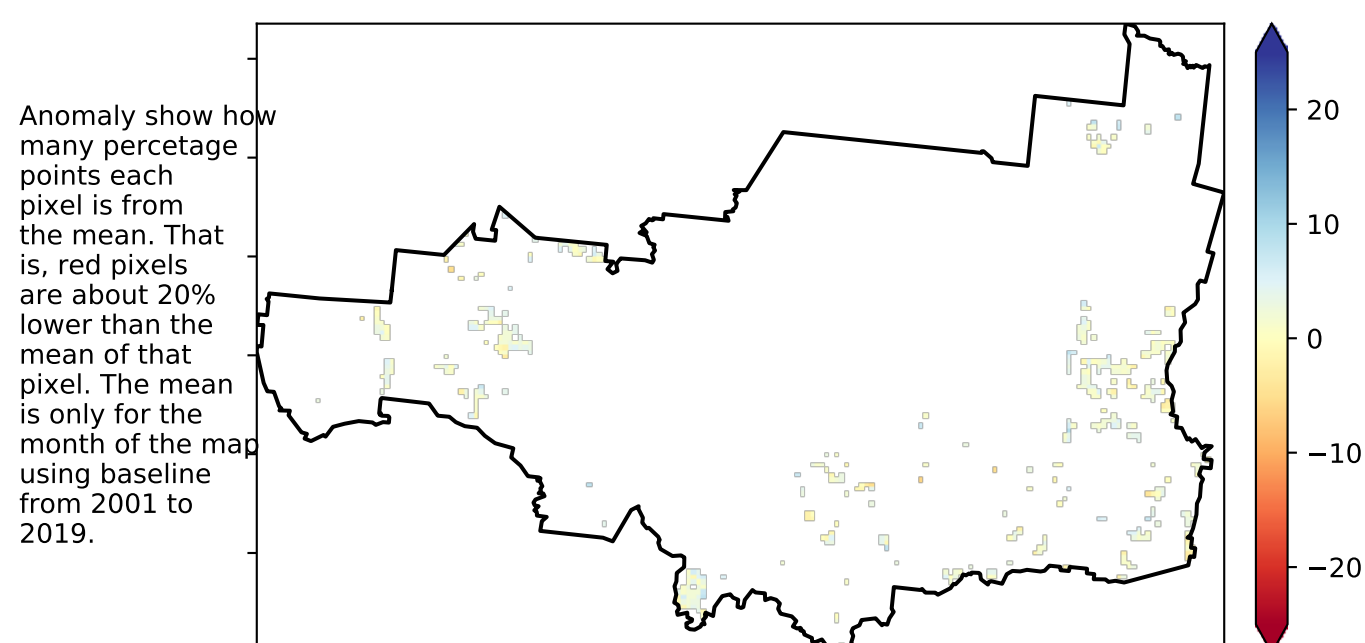 Anomaly show how
many percetage
points each
pixel is from
the mean. That
is, red pixels
are about 20%
lower than the
mean of that
pixel. The mean
is only for the
month of the map
using baseline
from 2001 to
2019.
20
10
0
−10
−20